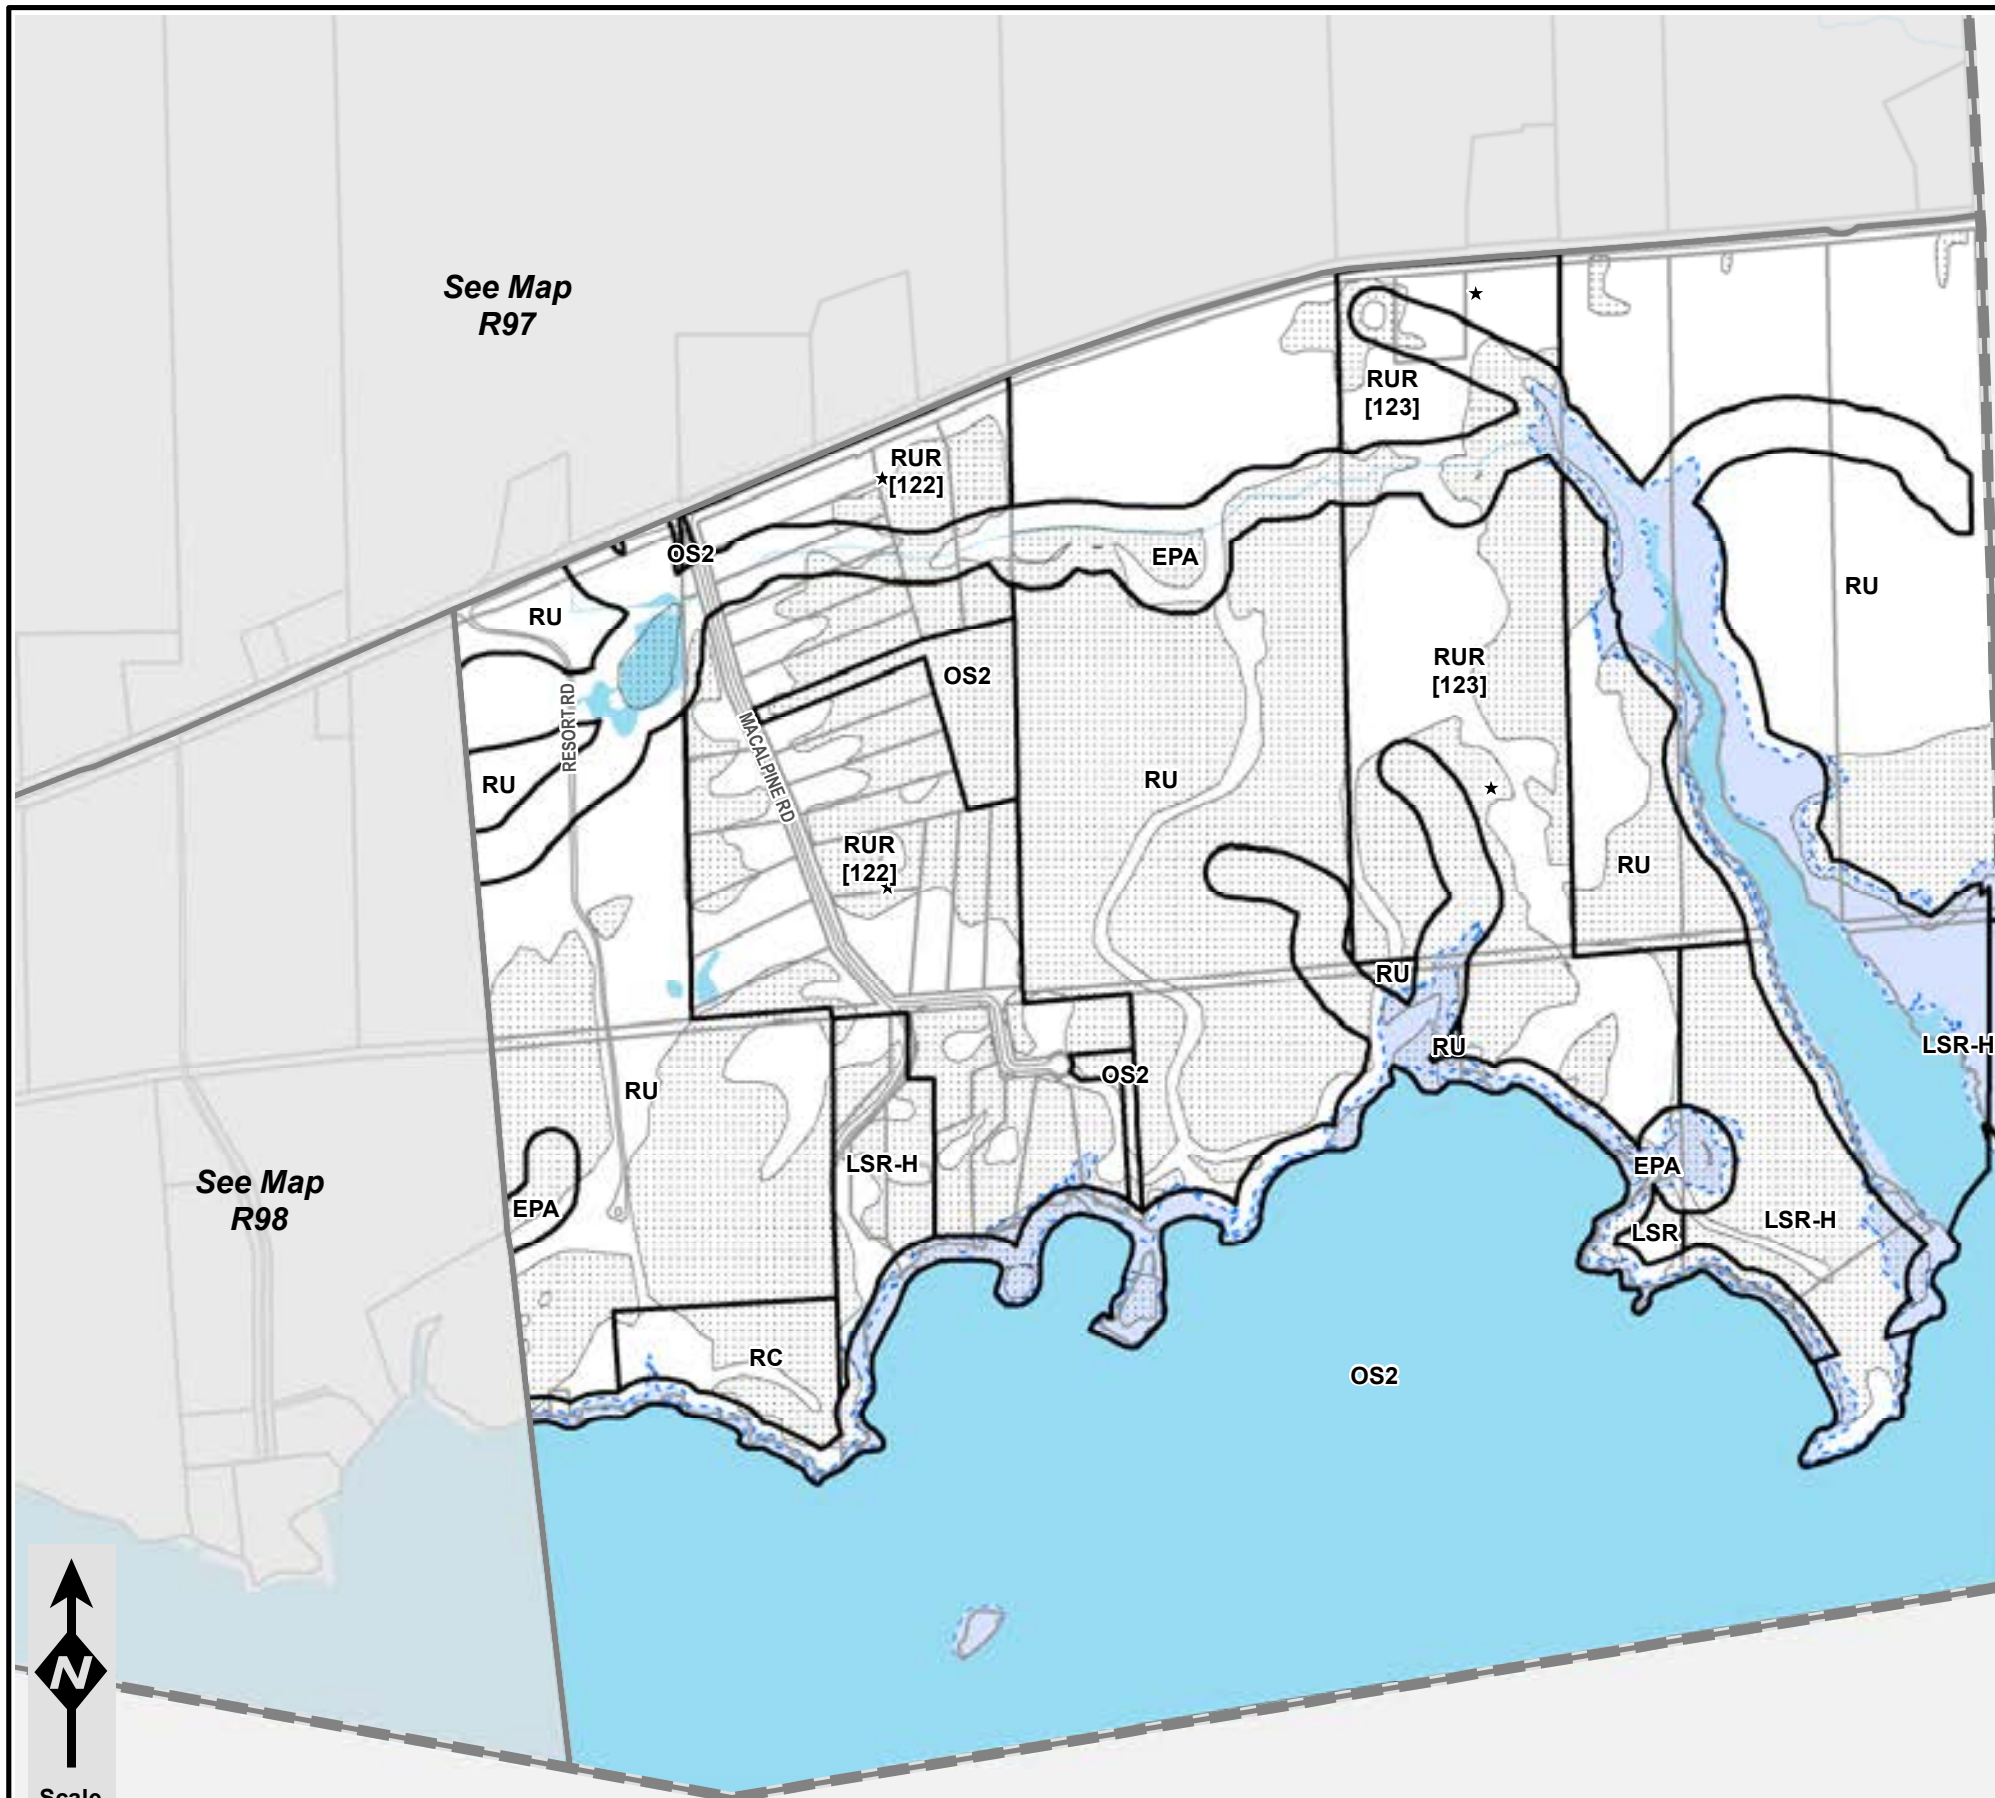 See Map
R97
RUR
[123]
RUR
[122]
OS2
EPA
RU
RU
OS2
RUR
[123]
RESORT RD
MACALPINE RD
RU
RU
RUR
[122]
RU
RU
RU
RU
LSR-H
OS2
RU
See Map
R98
LSR-H
EPA
EPA
LSR
LSR-H
RC
OS2
N
Scale